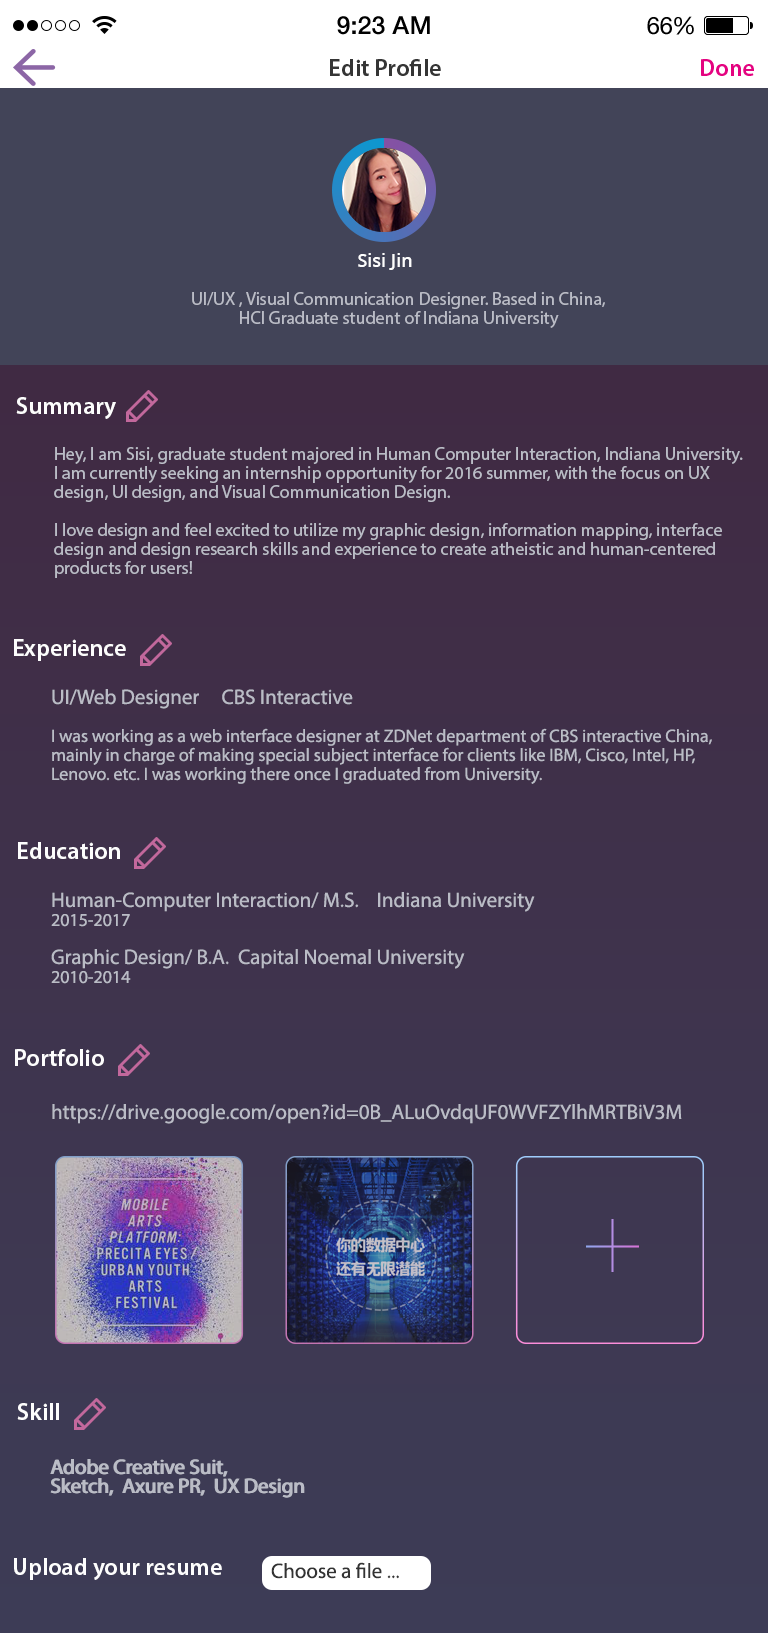 9:23 AM
66%
Edit Profile
Done
Sisi Jin
UI/UX , Visual Communication Designer. Based in China,
HCI Graduate student of Indiana University
Summary
Hey, I am Sisi, graduate student majored in Human Computer Interaction, Indiana University.
I am currently seeking an internship opportunity for 2016 summer, with the focus on UX
design, UI design, and Visual Communication Design.
I love design and feel excited to utilize my graphic design, information mapping, interface
design and design research skills and experience to create atheistic and human-centered
products for users!
Experience
UI/Web Designer CBS Interactive
I was working as a web interface designer at ZDNet department of CBS interactive China,
mainly in charge of making special subject interface for clients like IBM, Cisco, Intel, HP,
Lenovo. etc. I was working there once I graduated from University.
Education
Human-Computer Interaction/ M.S. Indiana University
2015-2017
Graphic Design/ B.A. Capital Noemal University
2010-2014
Portfolio
https://drive.google.com/open?id=0B_ALuOvdqUF0WVFZYlhMRTBiV3M
MOBILE
ARTS
PLATFORM:
PRECITA EYES /
URBAN YOUTH
ARTS
FESTIVAL
你的数据中心
还有无限潜能
Skill
Adobe Creative Suit,
Sketch, Axure PR, UX Design
Upload your resume
Choose a file ...